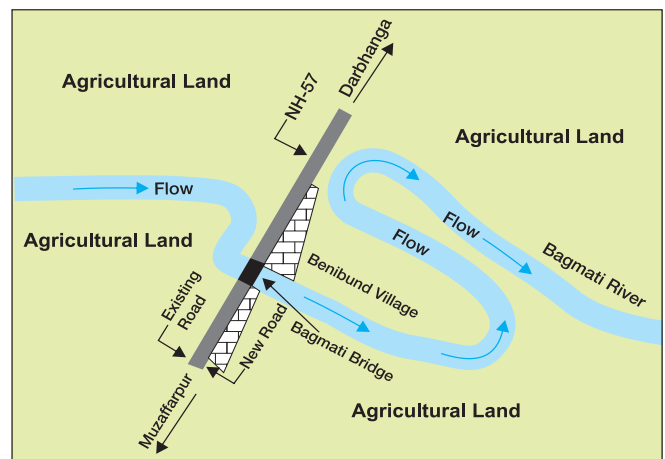 Darbhanga
Agricultural Land
NH-57
Agricultural Land
Flow
Flow
Flow
Agricultural Land
Bagmati River
Benibund Village
Existing
Road
New Road
Bagmati Bridge
Muzaffarpur
Agricultural Land